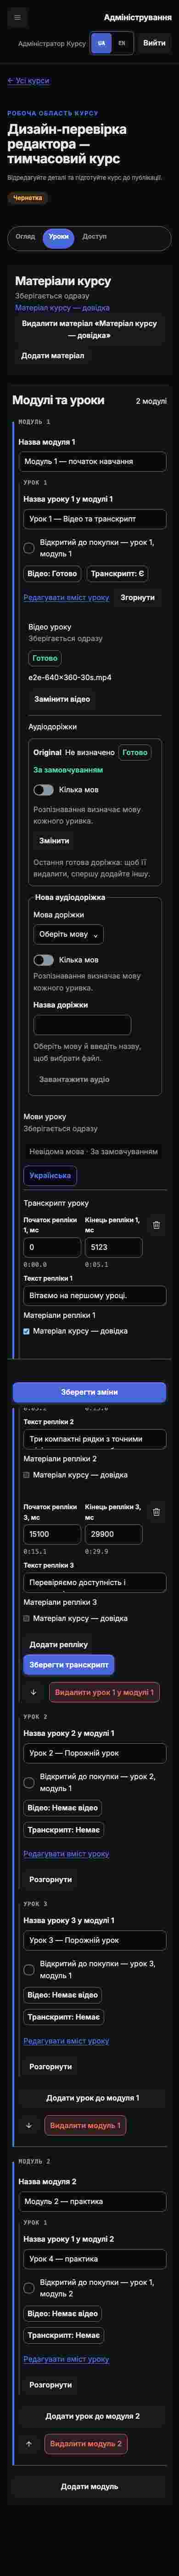 Адміністрування
Адміністратор Курсу
UA
EN
Вийти
← Усі курси
РОБОЧА ОБЛАСТЬ КУРСУ
Дизайн-перевірка
редактора —
тимчасовий курс
Відредагуйте деталі та підготуйте курс до публікації.
Чернетка
Огляд
Уроки
Доступ
Матеріали курсу
Зберігається одразу
Матеріал курсу — довідка
Видалити матеріал «Матеріал курсу
— довідка»
Додати матеріал
Модулі та уроки
2 модулі
МОДУЛЬ 1
Назва модуля 1
Модуль 1 — початок навчання
УРОК 1
Назва уроку 1 у модулі 1
Урок 1 — Відео та транскрипт
Відкритий до покупки — урок 1,
модуль 1
Відео: Готово
Транскрипт: Є
Редагувати вміст уроку
Згорнути
Відео уроку
Зберігається одразу
Готово
e2e-640x360-30s.mp4
Замінити відео
Аудіодоріжки
Original Не визначено Готово
За замовчуванням
Кілька мов
Розпізнавання визначає мову
кожного уривка.
Змінити
Остання готова доріжка: щоб її
видалити, спершу додайте іншу.
Нова аудіодоріжка
Мова доріжки
Оберіть мову
Кілька мов
Розпізнавання визначає мову
кожного уривка.
Назва доріжки
Оберіть мову й введіть назву,
щоб вибрати файл.
Завантажити аудіо
Мови уроку
Зберігається одразу
Невідома мова · За замовчуванням
Українська
Транскрипт уроку
Початок репліки
1, мс
Кінець репліки 1,
мс
0
5123
0:00.0
0:05.1
Текст репліки 1
Вітаємо на першому уроці.
Матеріали репліки 1
Матеріал курсу — довідка
Зберегти зміни
Текст репліки 2
Три компактні рядки з точними
Матеріали репліки 2
Матеріал курсу — довідка
Початок репліки
3, мс
Кінець репліки 3,
мс
15100
29900
0:15.1
0:29.9
Текст репліки 3
Перевіряємо доступність і
Матеріали репліки 3
Матеріал курсу — довідка
Додати репліку
Зберегти транскрипт
↓
Видалити урок 1 у модулі 1
УРОК 2
Назва уроку 2 у модулі 1
Урок 2 — Порожній урок
Відкритий до покупки — урок 2,
модуль 1
Відео: Немає відео
Транскрипт: Немає
Редагувати вміст уроку
Розгорнути
УРОК 3
Назва уроку 3 у модулі 1
Урок 3 — Порожній урок
Відкритий до покупки — урок 3,
модуль 1
Відео: Немає відео
Транскрипт: Немає
Редагувати вміст уроку
Розгорнути
Додати урок до модуля 1
↓
Видалити модуль 1
МОДУЛЬ 2
Назва модуля 2
Модуль 2 — практика
УРОК 1
Назва уроку 1 у модулі 2
Урок 4 — практика
Відкритий до покупки — урок 1,
модуль 2
Відео: Немає відео
Транскрипт: Немає
Редагувати вміст уроку
Розгорнути
Додати урок до модуля 2
↑
Видалити модуль 2
Додати модуль